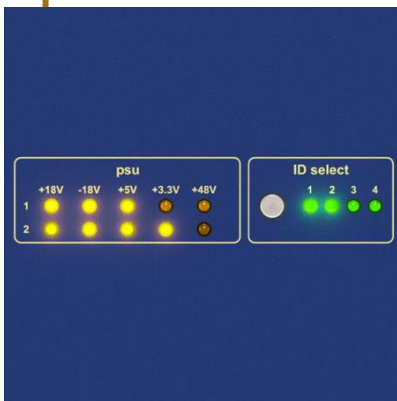 psu
+18V -18V +5V +3.3V +48V
1
2
ID select
1 2 3 4